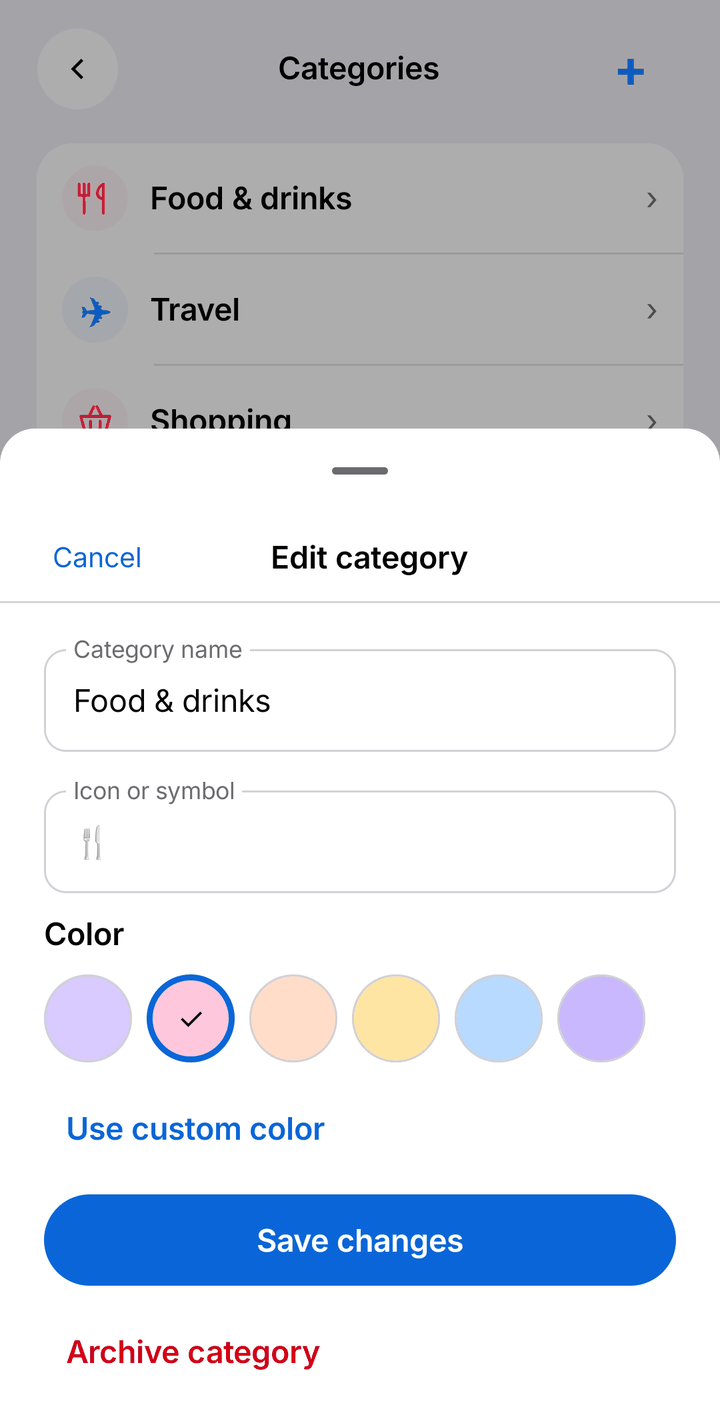 Categories
Food & drinks
Travel
Shopping
Cancel
Edit category
Category name
Food & drinks
Icon or symbol
🍴
Color
Use custom color
Save changes
Archive category